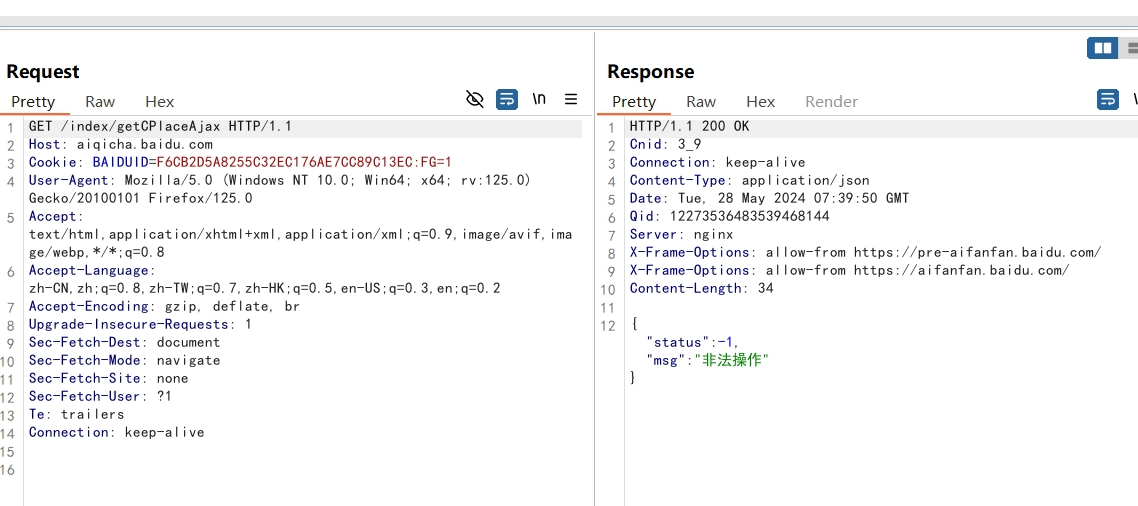 Request
Pretty Raw Hex \n
1 GET /index/getCPlaceAjax HTTP/1.1
2 Host: aiqicha.baidu.com
3 Cookie: BAIDUID=F6CB2D5A8255C32EC176AE7CC89C13EC:FG=1
4 User-Agent: Mozilla/5.0 (Windows NT 10.0; Win64; x64; rv:125.0)
Gecko/20100101 Firefox/125.0
5 Accept:
text/html,application/xhtml+xml,application/xml;q=0.9,image/avif,ima
ge/webp,*/*;q=0.8
6 Accept-Language:
zh-CN,zh;q=0.8,zh-TW;q=0.7,zh-HK;q=0.5,en-US;q=0.3,en;q=0.2
7 Accept-Encoding: gzip, deflate, br
8 Upgrade-Insecure-Requests: 1
9 Sec-Fetch-Dest: document
10 Sec-Fetch-Mode: navigate
11 Sec-Fetch-Site: none
12 Sec-Fetch-User: ?1
13 Te: trailers
14 Connection: keep-alive
15
16
Response
Pretty Raw Hex Render
1 HTTP/1.1 200 OK
2 Cnid: 3_9
3 Connection: keep-alive
4 Content-Type: application/json
5 Date: Tue, 28 May 2024 07:39:50 GMT
6 Qid: 12273536483539468144
7 Server: nginx
8 X-Frame-Options: allow-from https://pre-aifanfan.baidu.com/
9 X-Frame-Options: allow-from https://aifanfan.baidu.com/
10 Content-Length: 34
11
12 {
"status":-1,
"msg":"非法操作"
}